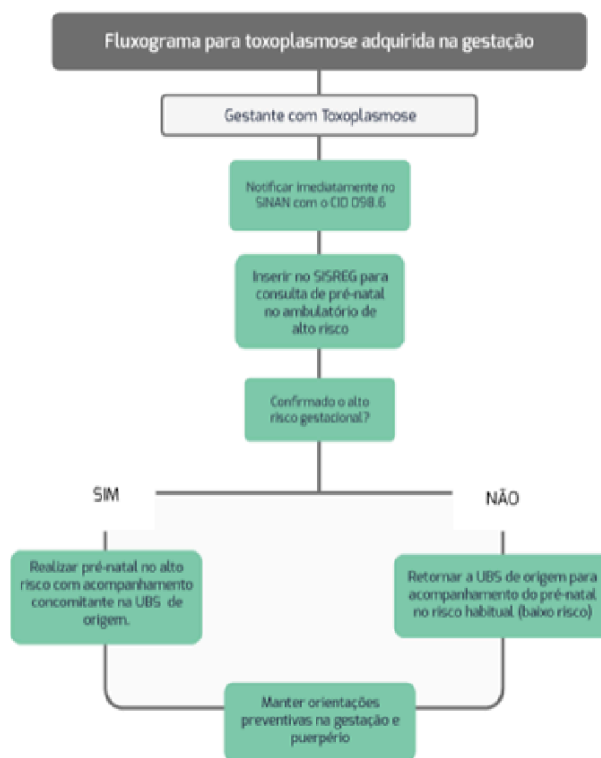 Fluxograma para toxoplasmose adquirida na gestação
Gestante com Toxoplasmose
Notificar imediatamente no
SINAN com o CID O98.6
Inserir no SISREG para
consulta de pré-natal
no ambulatório de
alto risco
Confirmado o alto
risco gestacional?
SIM
NÃO
Realizar pré-natal no alto
risco com acompanhamento
concomitante na UBS de
origem.
Retornar a UBS de origem para
acompanhamento do pré-natal
no risco habitual (baixo risco)
Manter orientações
preventivas na gestação e
puerpério